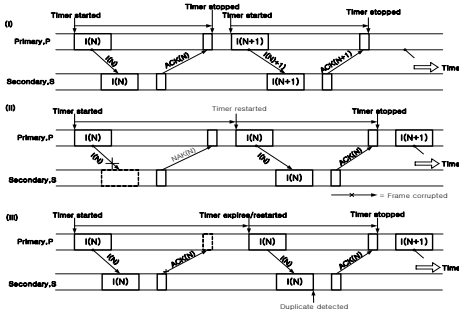 (I)
Timer started
Timer stopped
Timer started
Timer stopped
Primary,P
I(N)
I(N+1)
I(N)
ACK(N)
I(N+1)
ACK(N+1)
Time
Secondary,S
I(N)
I(N+1)
(II)
Timer started
Timer restarted
Timer stopped
Primary,P
I(N)
I(N)
I(N+1)
I(N)
NAK(N)
I(N)
ACK(N)
Time
Secondary,S
I(N)
= Frame corrupted
(III)
Timer started
Timer expires/restarted
Timer stopped
Primary,P
I(N)
I(N)
I(N+1)
I(N)
ACK(N)
I(N)
ACK(N)
Time
Secondary,S
I(N)
I(N)
Duplicate detected